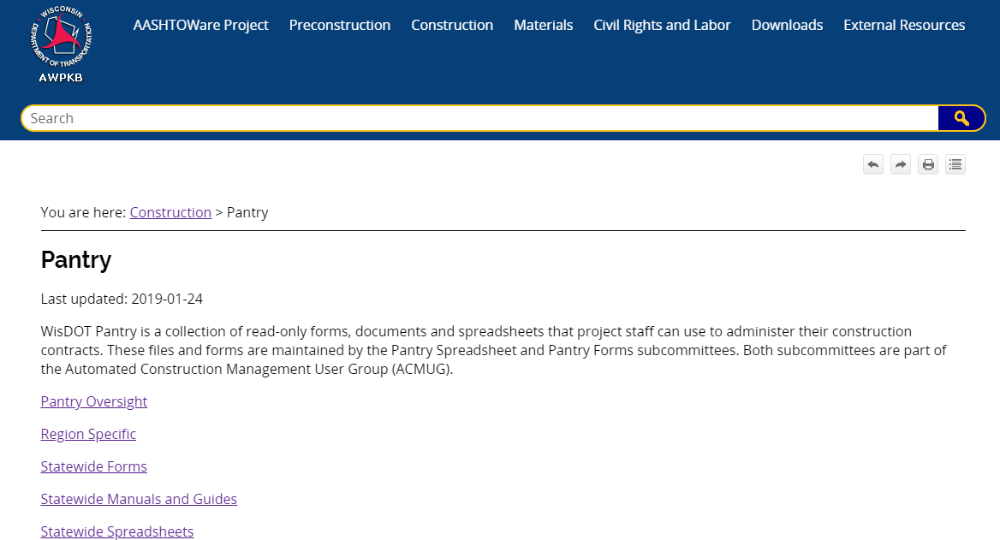 WISCONSIN
DEPARTMENT OF TRANSPORTATION
AWPKB
AASHTOWare Project Preconstruction Construction Materials Civil Rights and Labor Downloads External Resources
Search
You are here: Construction > Pantry
Pantry
Last updated: 2019-01-24
WisDOT Pantry is a collection of read-only forms, documents and spreadsheets that project staff can use to administer their construction
contracts. These files and forms are maintained by the Pantry Spreadsheet and Pantry Forms subcommittees. Both subcommittees are part of
the Automated Construction Management User Group (ACMUG).
Pantry Oversight
Region Specific
Statewide Forms
Statewide Manuals and Guides
Statewide Spreadsheets